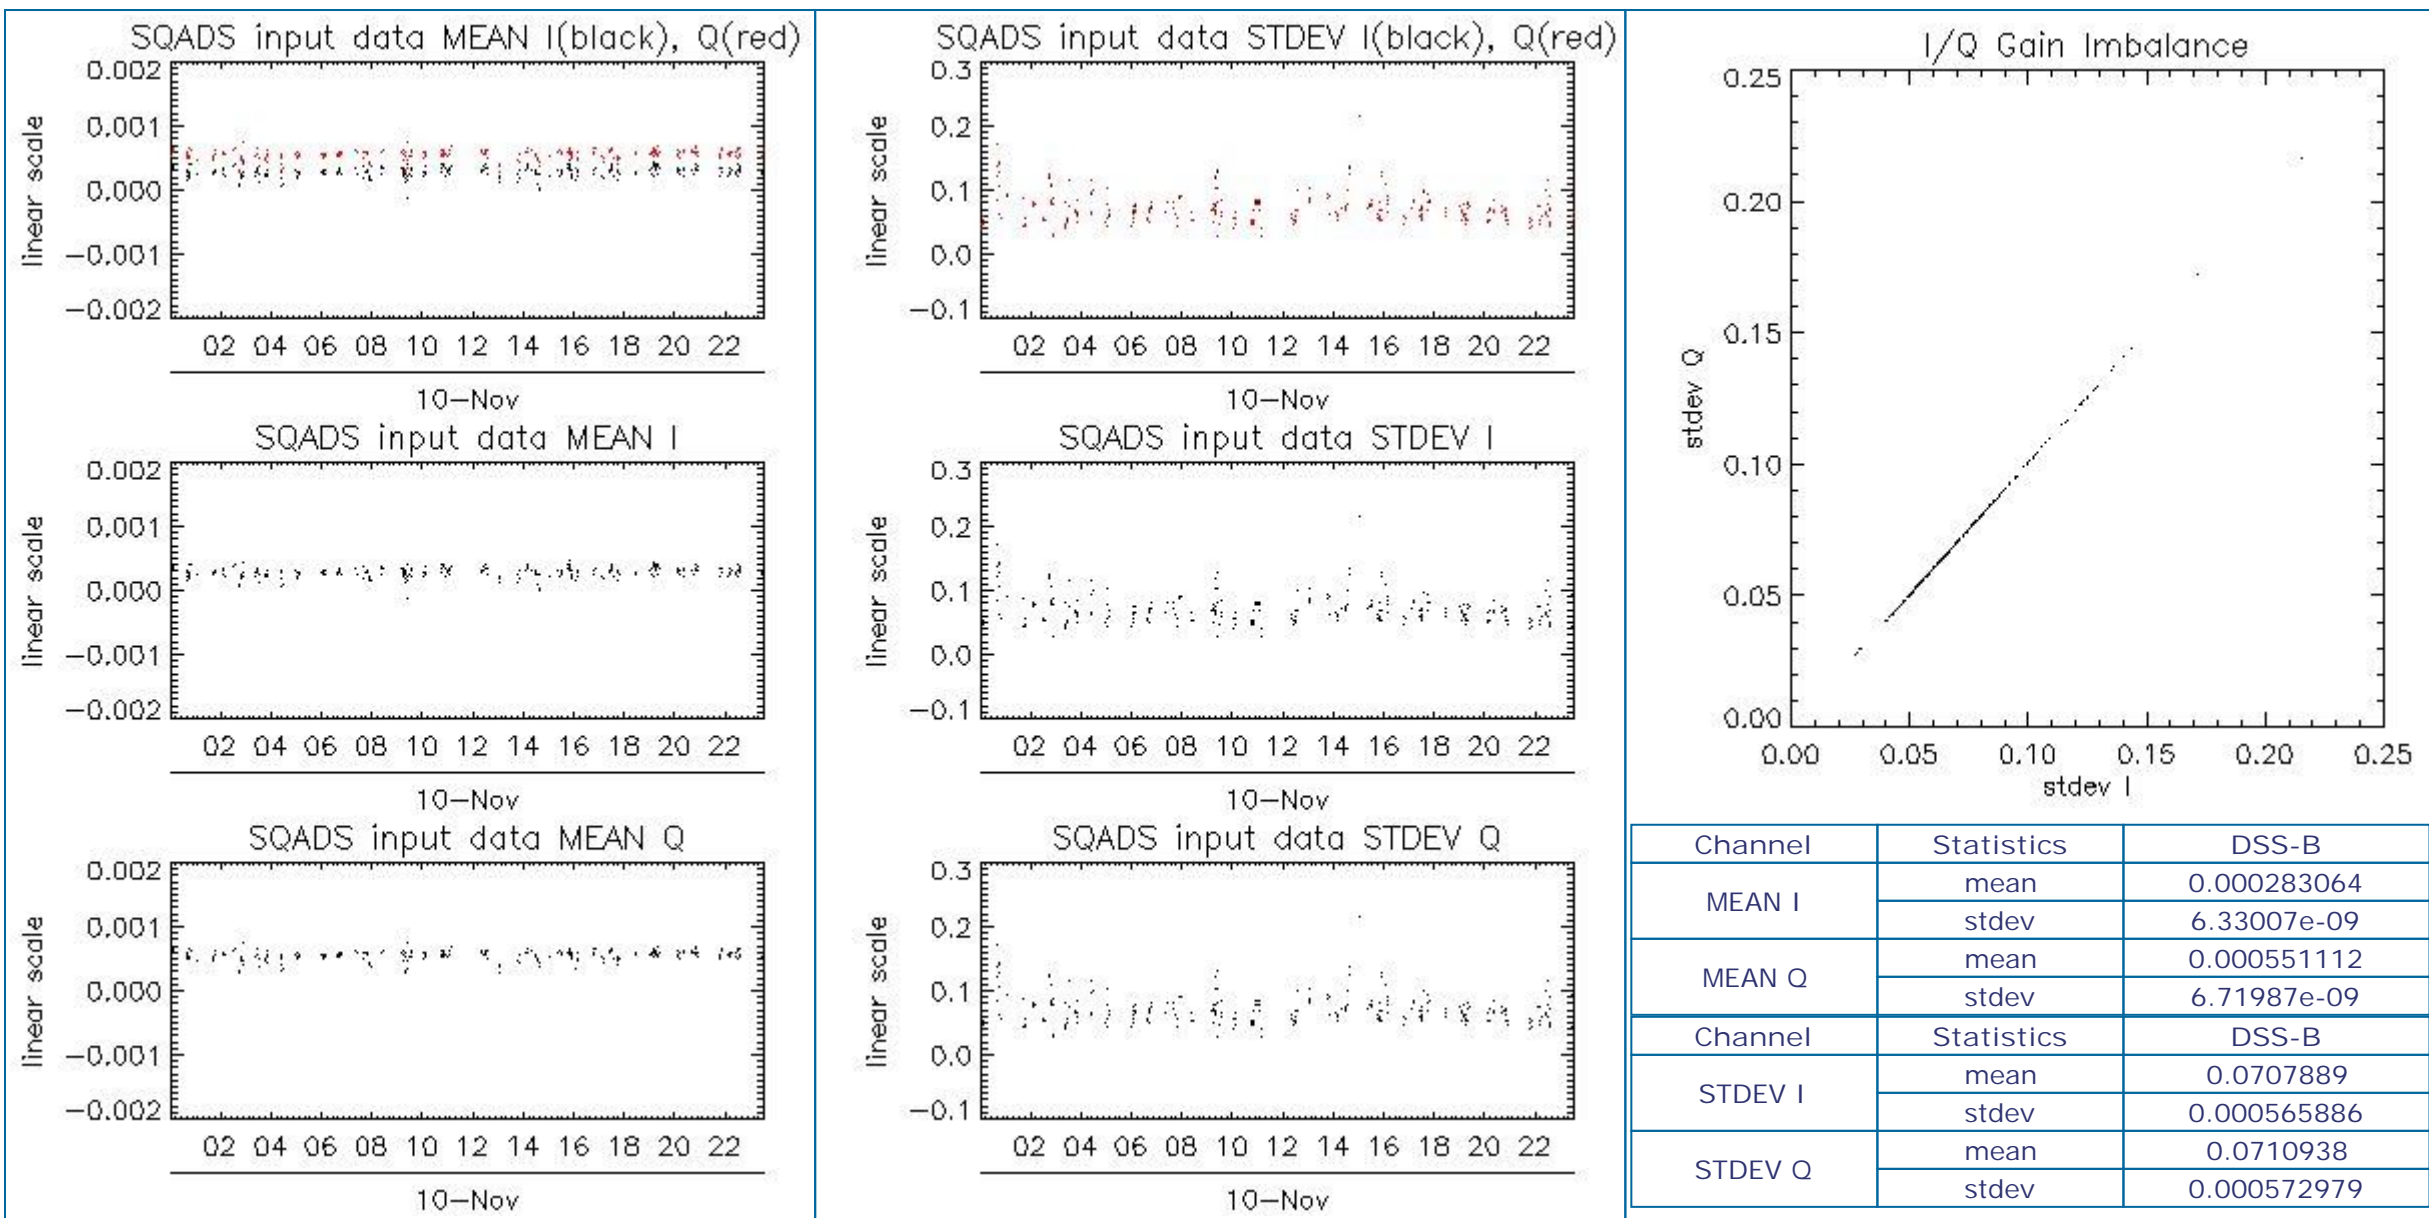 SQADS input data MEAN I(black), Q(red)
0.002
0.001
0.000
−0.001
−0.002
linear scale
02 04 06 08 10 12 14 16 18 20 22
10−Nov
SQADS input data MEAN I
0.002
0.001
0.000
−0.001
−0.002
linear scale
02 04 06 08 10 12 14 16 18 20 22
10−Nov
SQADS input data MEAN Q
0.002
0.001
0.000
−0.001
−0.002
linear scale
02 04 06 08 10 12 14 16 18 20 22
10−Nov
SQADS input data STDEV I(black), Q(red)
0.3
0.2
0.1
0.0
−0.1
linear scale
02 04 06 08 10 12 14 16 18 20 22
10−Nov
SQADS input data STDEV I
0.3
0.2
0.1
0.0
−0.1
linear scale
02 04 06 08 10 12 14 16 18 20 22
10−Nov
SQADS input data STDEV Q
0.3
0.2
0.1
0.0
−0.1
linear scale
02 04 06 08 10 12 14 16 18 20 22
10−Nov
I/Q Gain Imbalance
0.25
0.20
0.15
0.10
0.05
0.00
stdev Q
0.00 0.05 0.10 0.15 0.20 0.25
stdev I
Channel Statistics DSS-B
MEAN I mean 0.000283064
stdev 6.33007e-09
MEAN Q mean 0.000551112
stdev 6.71987e-09
Channel Statistics DSS-B
STDEV I mean 0.0707889
stdev 0.000565886
STDEV Q mean 0.0710938
stdev 0.000572979